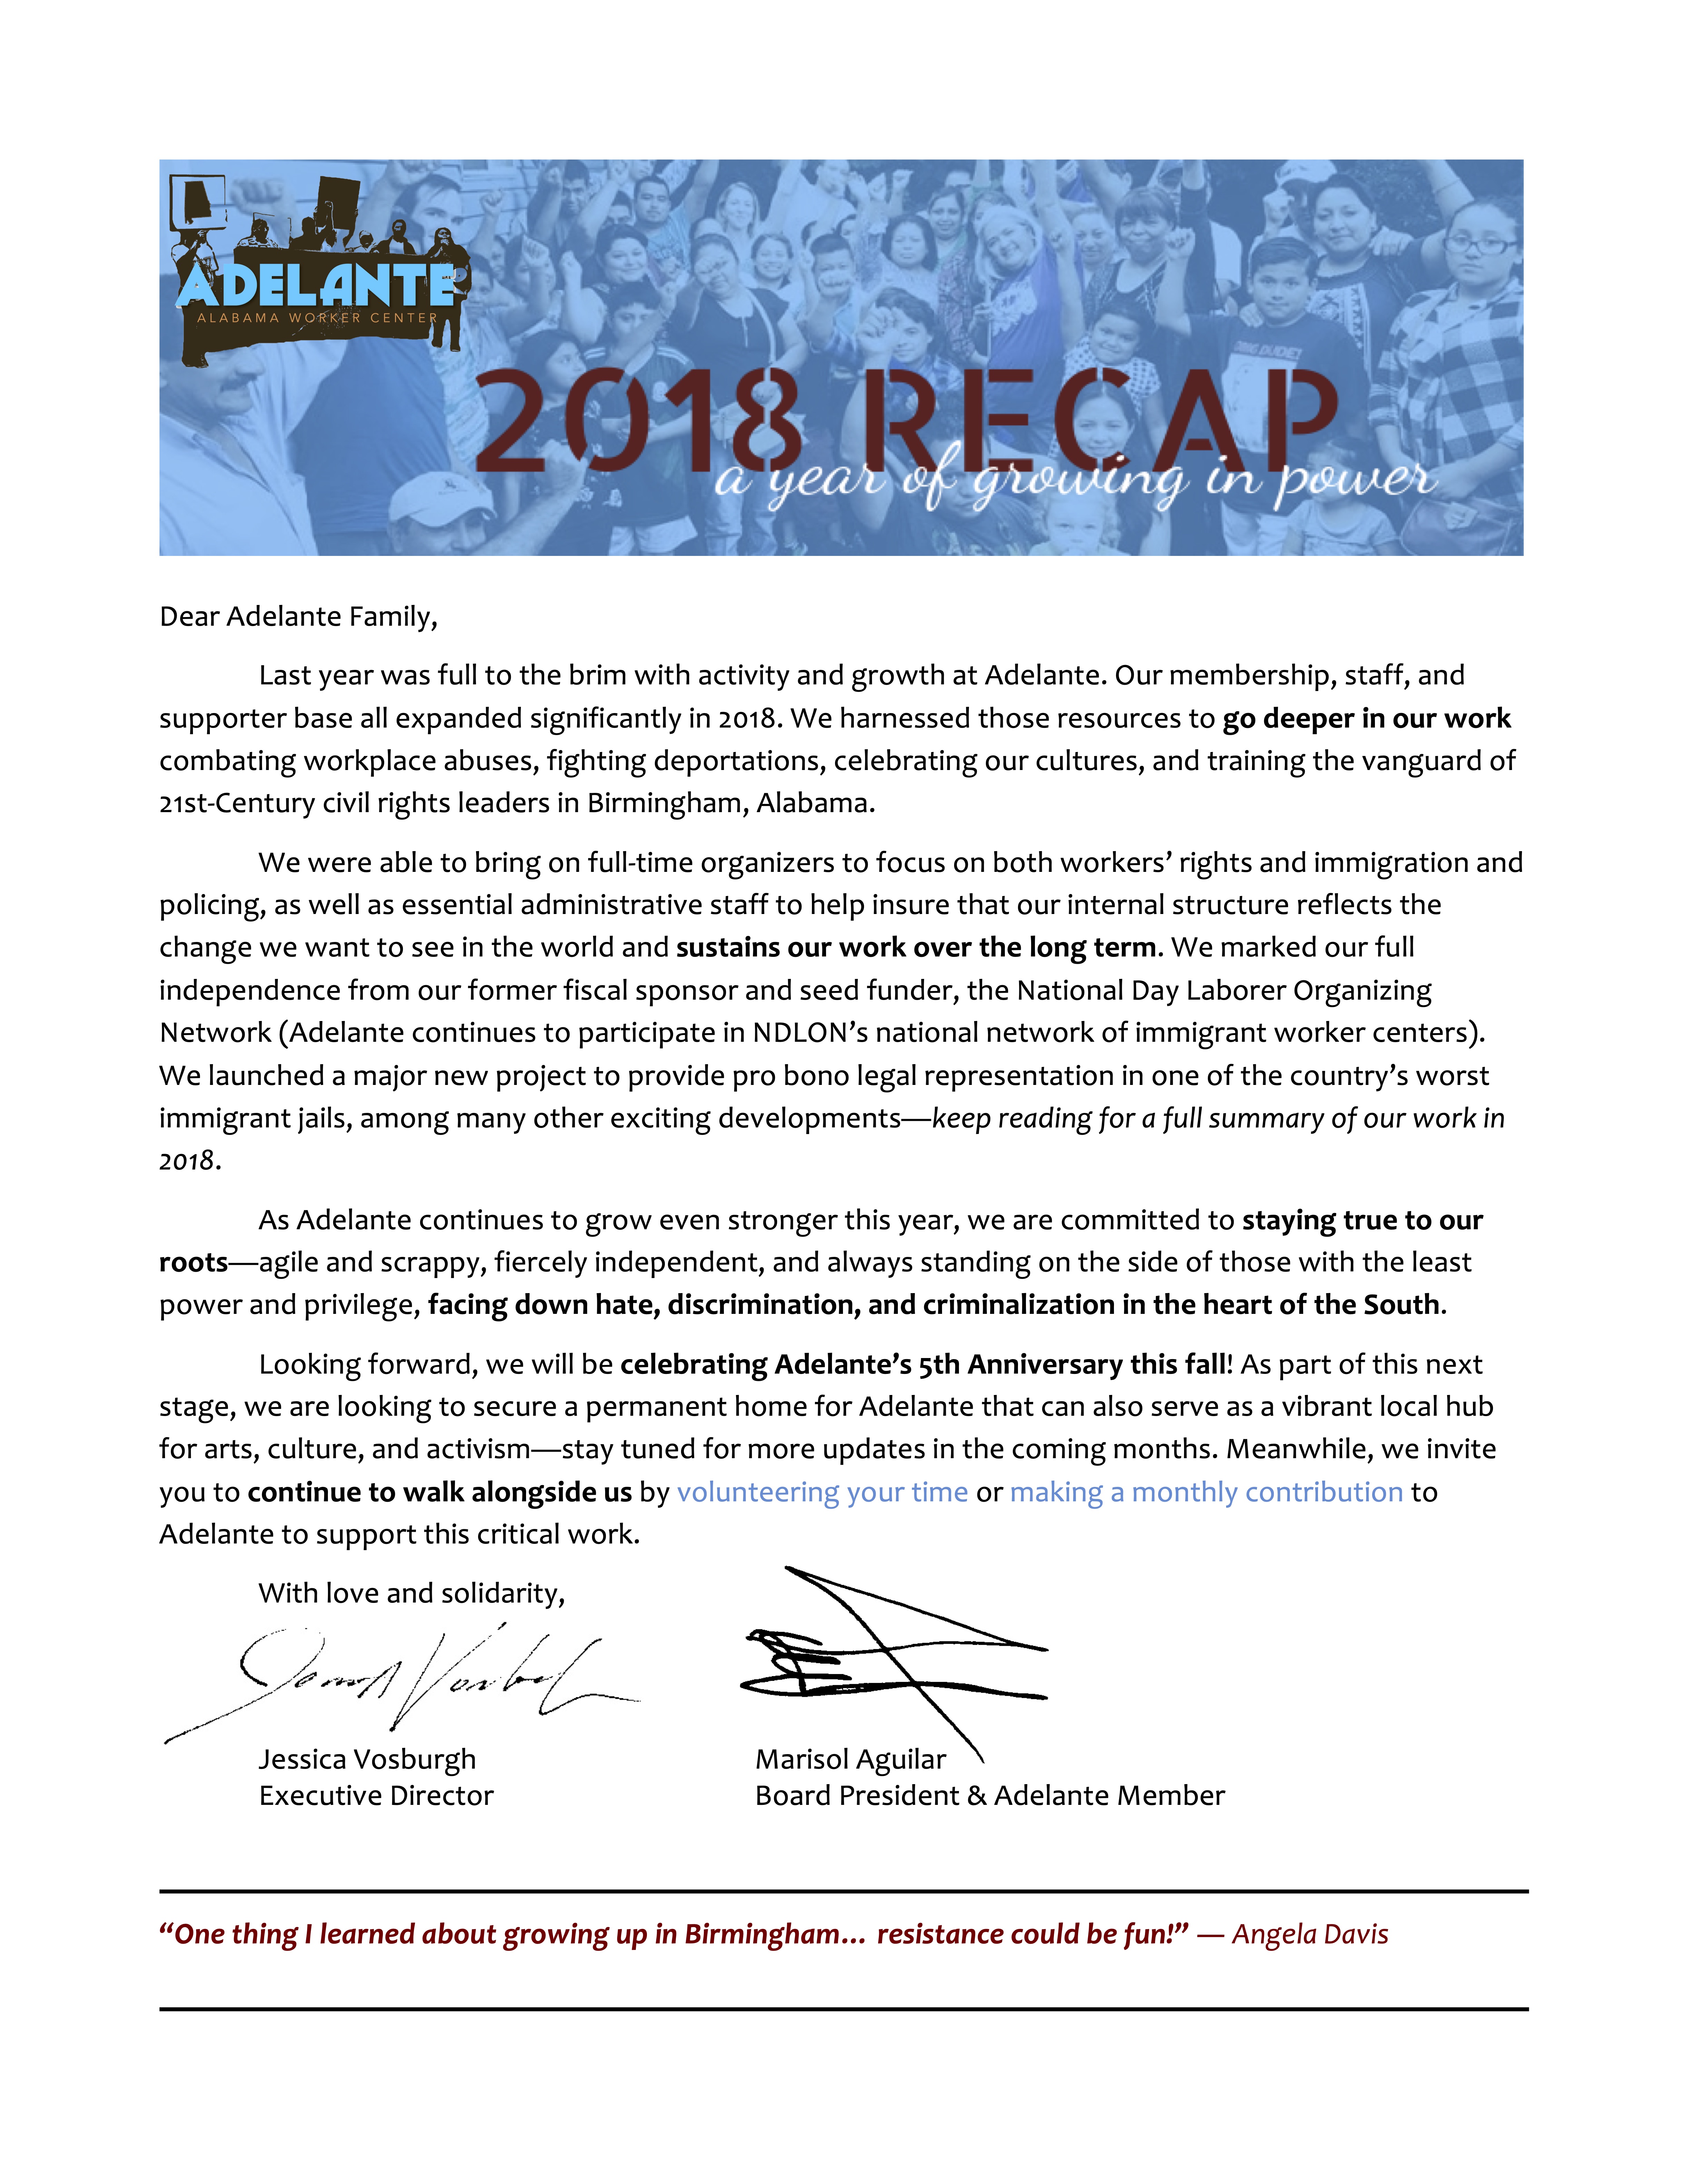 ADELANTE
ALABAMA WORKER CENTER
2018 RECAP
a year of growing in power
Dear Adelante Family,
Last year was full to the brim with activity and growth at Adelante. Our membership, staff, and
supporter base all expanded significantly in 2018. We harnessed those resources to go deeper in our work
combating workplace abuses, fighting deportations, celebrating our cultures, and training the vanguard of
21st-Century civil rights leaders in Birmingham, Alabama.
We were able to bring on full-time organizers to focus on both workers’ rights and immigration and
policing, as well as essential administrative staff to help insure that our internal structure reflects the
change we want to see in the world and sustains our work over the long term. We marked our full
independence from our former fiscal sponsor and seed funder, the National Day Laborer Organizing
Network (Adelante continues to participate in NDLON’s national network of immigrant worker centers).
We launched a major new project to provide pro bono legal representation in one of the country’s worst
immigrant jails, among many other exciting developments—keep reading for a full summary of our work in
2018.
As Adelante continues to grow even stronger this year, we are committed to staying true to our
roots—agile and scrappy, fiercely independent, and always standing on the side of those with the least
power and privilege, facing down hate, discrimination, and criminalization in the heart of the South.
Looking forward, we will be celebrating Adelante’s 5th Anniversary this fall! As part of this next
stage, we are looking to secure a permanent home for Adelante that can also serve as a vibrant local hub
for arts, culture, and activism—stay tuned for more updates in the coming months. Meanwhile, we invite
you to continue to walk alongside us by volunteering your time or making a monthly contribution to
Adelante to support this critical work.
With love and solidarity,
Jessica Vosburgh
Executive Director
Marisol Aguilar
Board President & Adelante Member
“One thing I learned about growing up in Birmingham... resistance could be fun!” — Angela Davis